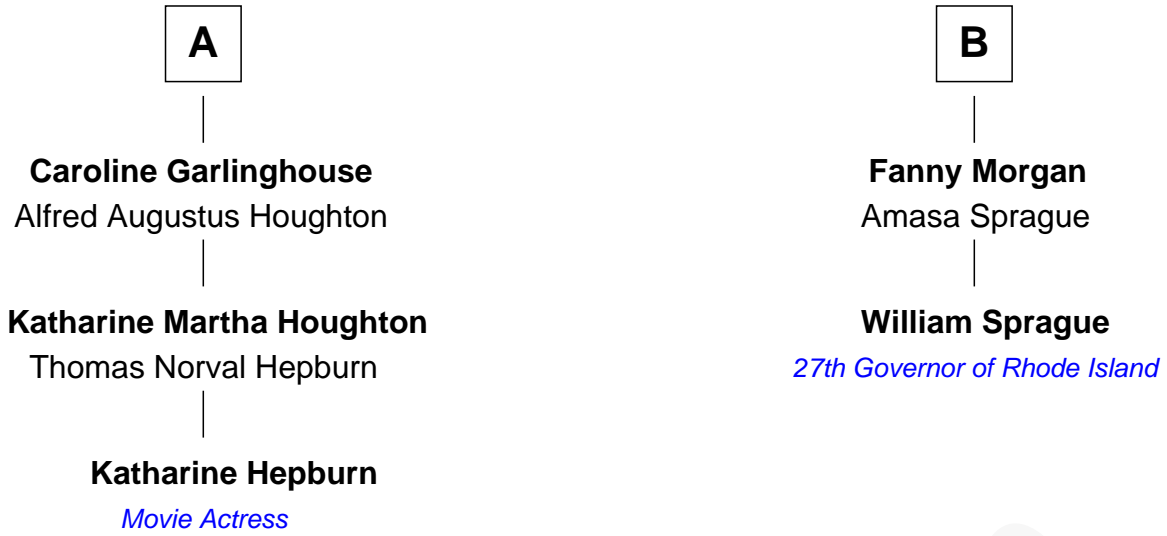 A
Caroline Garlinghouse
Alfred Augustus Houghton
Katharine Martha Houghton
Thomas Norval Hepburn
Katharine Hepburn
Movie Actress
B
Fanny Morgan
Amasa Sprague
William Sprague
27th Governor of Rhode Island